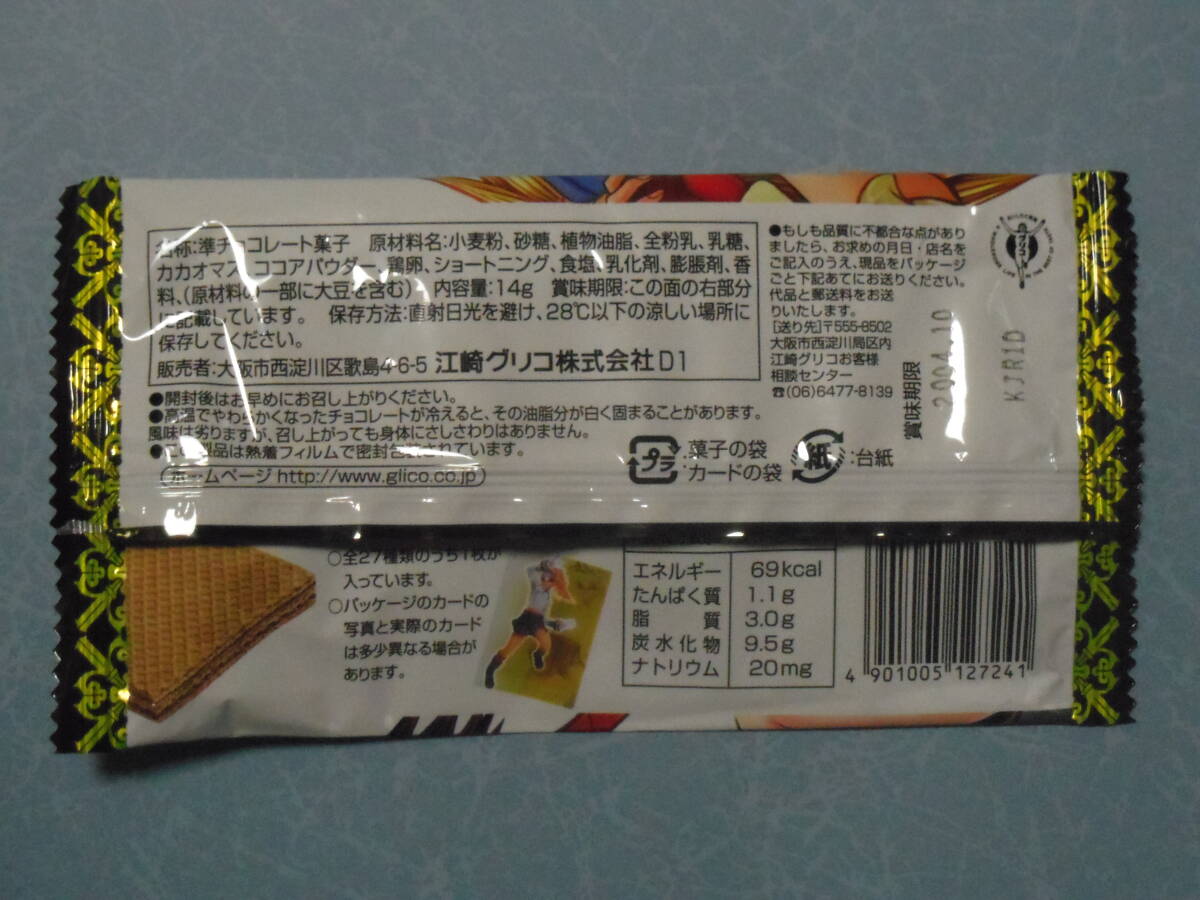 名称:準チョコレート菓子 原材料名:小麦粉、砂糖、植物油脂、全粉乳、乳糖、
カカオマス、ココアパウダー、鶏卵、ショートニング、食塩、乳化剤、膨脹剤、香
料、(原材料の一部に大豆を含む) 内容量:14g 賞味期限:この面の右部分
に記載しています。 保存方法:直射日光を避け、28℃以下の涼しい場所に
保存してください。
販売者:大阪市西淀川区歌島4-6-5 江崎グリコ株式会社D1
●開封後はお早めにお召し上がりください。
●高温でやわらかくなったチョコレートが冷えると、その油脂分が白く固まることがあります。
風味は劣りますが、召し上がっても身体にさしさわりはありません。
●この製品は熱着フィルムで密封包装されています。
ホームページ http://www.glico.co.jp
プラ
:菓子の袋
:カードの袋
紙
:台紙
●もしも品質に不都合な点があり
ましたら、お求めの月日・店名を
ご記入のうえ、現品をパッケージ
ごと下記あてにお送りください。
代品と郵送料をお送
りいたします。
[送り先]〒555-8502
大阪市西淀川局区内
江崎グリコお客様
相談センター
☎(06)6477-8139
グリコ
賞味期限
2004.10
KJR1D
○全27種類のうち1枚が
入っています。
○パッケージのカードの
写真と実際のカード
は多少異なる場合が
あります。
エネルギー 69kcal
たんぱく質 1.1g
脂質 3.0g
炭水化物 9.5g
ナトリウム 20mg
4 901005 127241